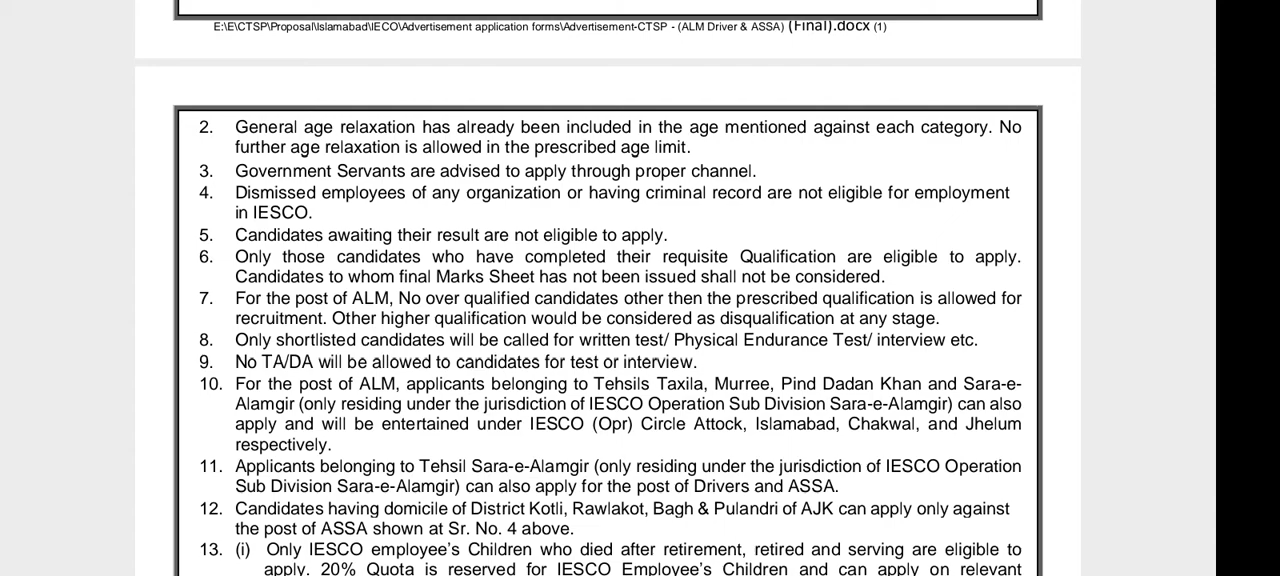 E:\E\CTSP\Proposal\Islamabad\IECO\Advertisement application forms\Advertisement-CTSP - (ALM Driver & ASSA) (Final).docx (1)
2. General age relaxation has already been included in the age mentioned against each category. No
further age relaxation is allowed in the prescribed age limit.
3. Government Servants are advised to apply through proper channel.
4. Dismissed employees of any organization or having criminal record are not eligible for employment
in IESCO.
5. Candidates awaiting their result are not eligible to apply.
6. Only those candidates who have completed their requisite Qualification are eligible to apply.
Candidates to whom final Marks Sheet has not been issued shall not be considered.
7. For the post of ALM, No over qualified candidates other then the prescribed qualification is allowed for
recruitment. Other higher qualification would be considered as disqualification at any stage.
8. Only shortlisted candidates will be called for written test/ Physical Endurance Test/ interview etc.
9. No TA/DA will be allowed to candidates for test or interview.
10. For the post of ALM, applicants belonging to Tehsils Taxila, Murree, Pind Dadan Khan and Sara-e-
Alamgir (only residing under the jurisdiction of IESCO Operation Sub Division Sara-e-Alamgir) can also
apply and will be entertained under IESCO (Opr) Circle Attock, Islamabad, Chakwal, and Jhelum
respectively.
11. Applicants belonging to Tehsil Sara-e-Alamgir (only residing under the jurisdiction of IESCO Operation
Sub Division Sara-e-Alamgir) can also apply for the post of Drivers and ASSA.
12. Candidates having domicile of District Kotli, Rawlakot, Bagh & Pulandri of AJK can apply only against
the post of ASSA shown at Sr. No. 4 above.
13. (i) Only IESCO employee's Children who died after retirement, retired and serving are eligible to
apply. 20% Quota is reserved for IESCO Employee's Children and can apply on relevant